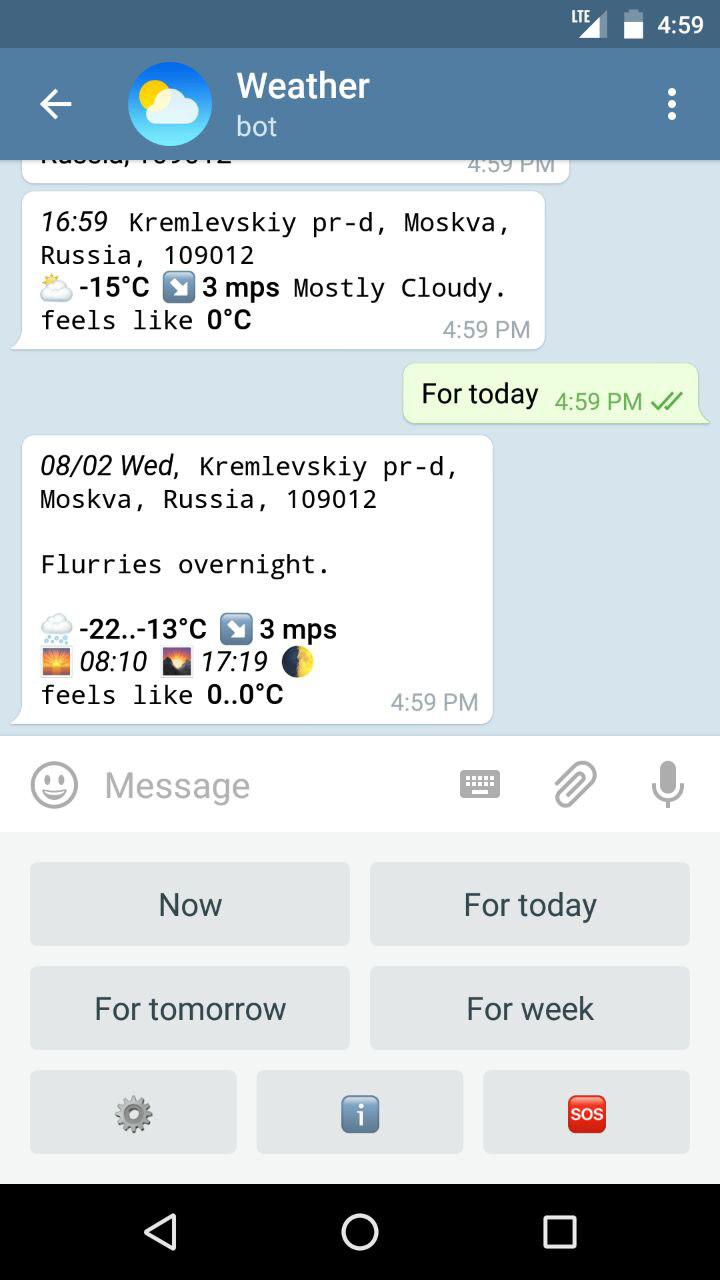 LTE 4:59
Weather
bot
4:59 PM
16:59 Kremlevskiy pr-d, Moskva,
Russia, 109012
-15°C 3 mps Mostly Cloudy.
feels like 0°C 4:59 PM
For today 4:59 PM
08/02 Wed, Kremlevskiy pr-d,
Moskva, Russia, 109012
Flurries overnight.
-22..-13°C 3 mps
08:10 17:19
feels like 0..0°C 4:59 PM
Message
Now For today
For tomorrow For week
i SOS